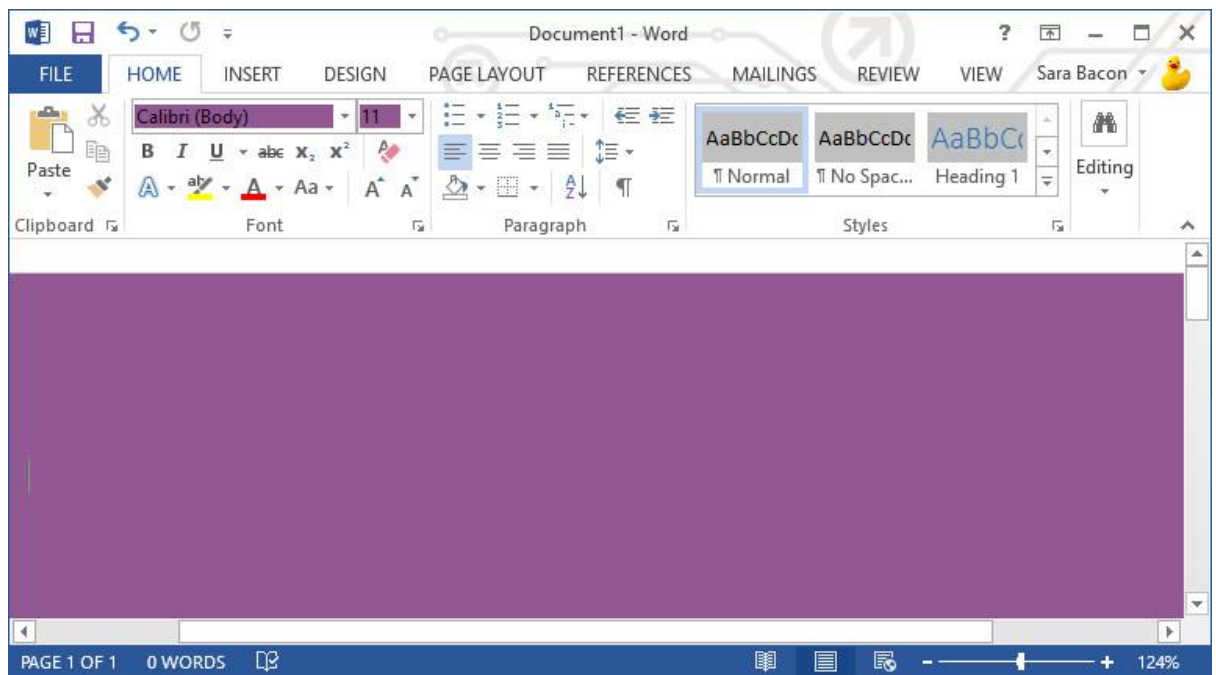 Document1 - Word
FILE HOME INSERT DESIGN PAGE LAYOUT REFERENCES MAILINGS REVIEW VIEW Sara Bacon
Calibri (Body) 11
Paste
B I U abc X₂ X² 
A aby A Aa A A
A Z ¶
AaBbCcDc AaBbCcDc AaBbC
¶ Normal ¶ No Spac... Heading 1
Editing
Clipboard Font Paragraph Styles
PAGE 1 OF 1 0 WORDS 124%